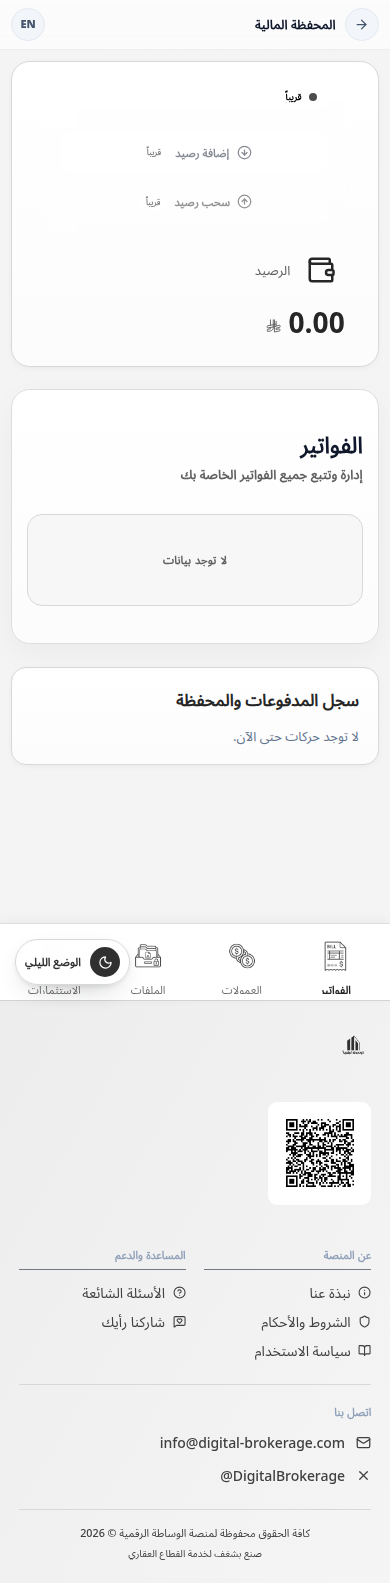 المحفظة المالية
EN
قريباً
إضافة رصيد قريباً
سحب رصيد قريباً
الرصيد
0.00
الفواتير
إدارة وتتبع جميع الفواتير الخاصة بك
لا توجد بيانات
سجل المدفوعات والمحفظة
لا توجد حركات حتى الآن.
الفواتير
العمولات
الملفات
الاستثمارات
الوضع الليلي
عن المنصة
نبذة عنا
الشروط والأحكام
سياسة الاستخدام
المساعدة والدعم
الأسئلة الشائعة
شاركنا رأيك
اتصل بنا
info@digital-brokerage.com
@DigitalBrokerage
كافة الحقوق محفوظة لمنصة الوساطة الرقمية © 2026
صنع بشغف لخدمة القطاع العقاري